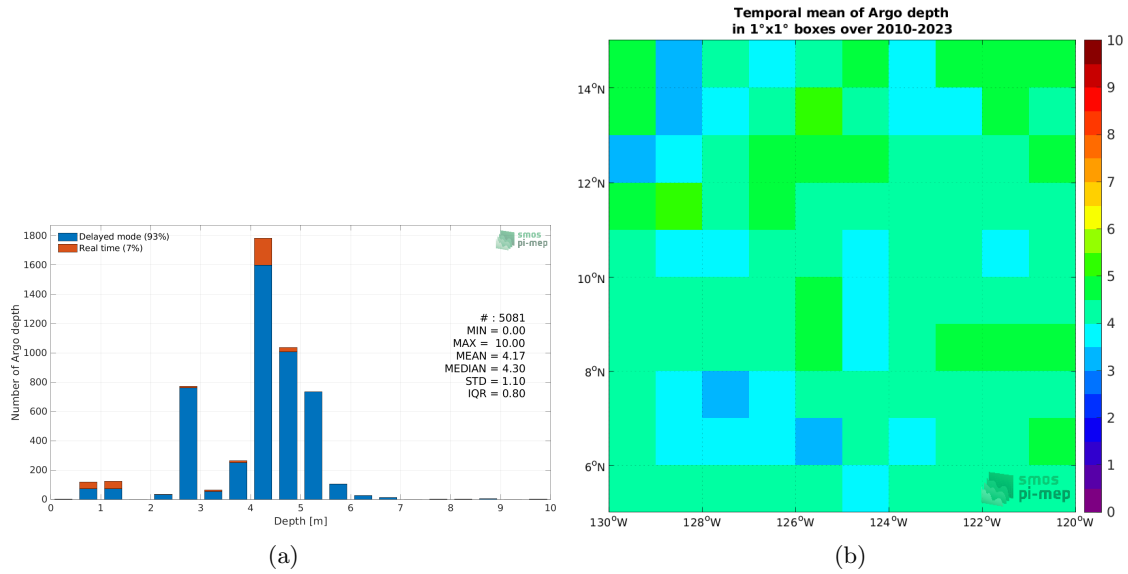 Delayed mode (93%)
Real time (7%)
smos
pi-mep
1800
1600
1400
1200
1000
800
600
400
200
0
Number of Argo depth
# : 5081
MIN = 0.00
MAX = 10.00
MEAN = 4.17
MEDIAN = 4.30
STD = 1.10
IQR = 0.80
0 1 2 3 4 5 6 7 8 9 10
Depth [m]
(a)
Temporal mean of Argo depth
in 1°x1° boxes over 2010-2023
14°N
12°N
10°N
8°N
6°N
130°W 128°W 126°W 124°W 122°W 120°W
smos
pi-mep
10
9
8
7
6
5
4
3
2
1
0
(b)